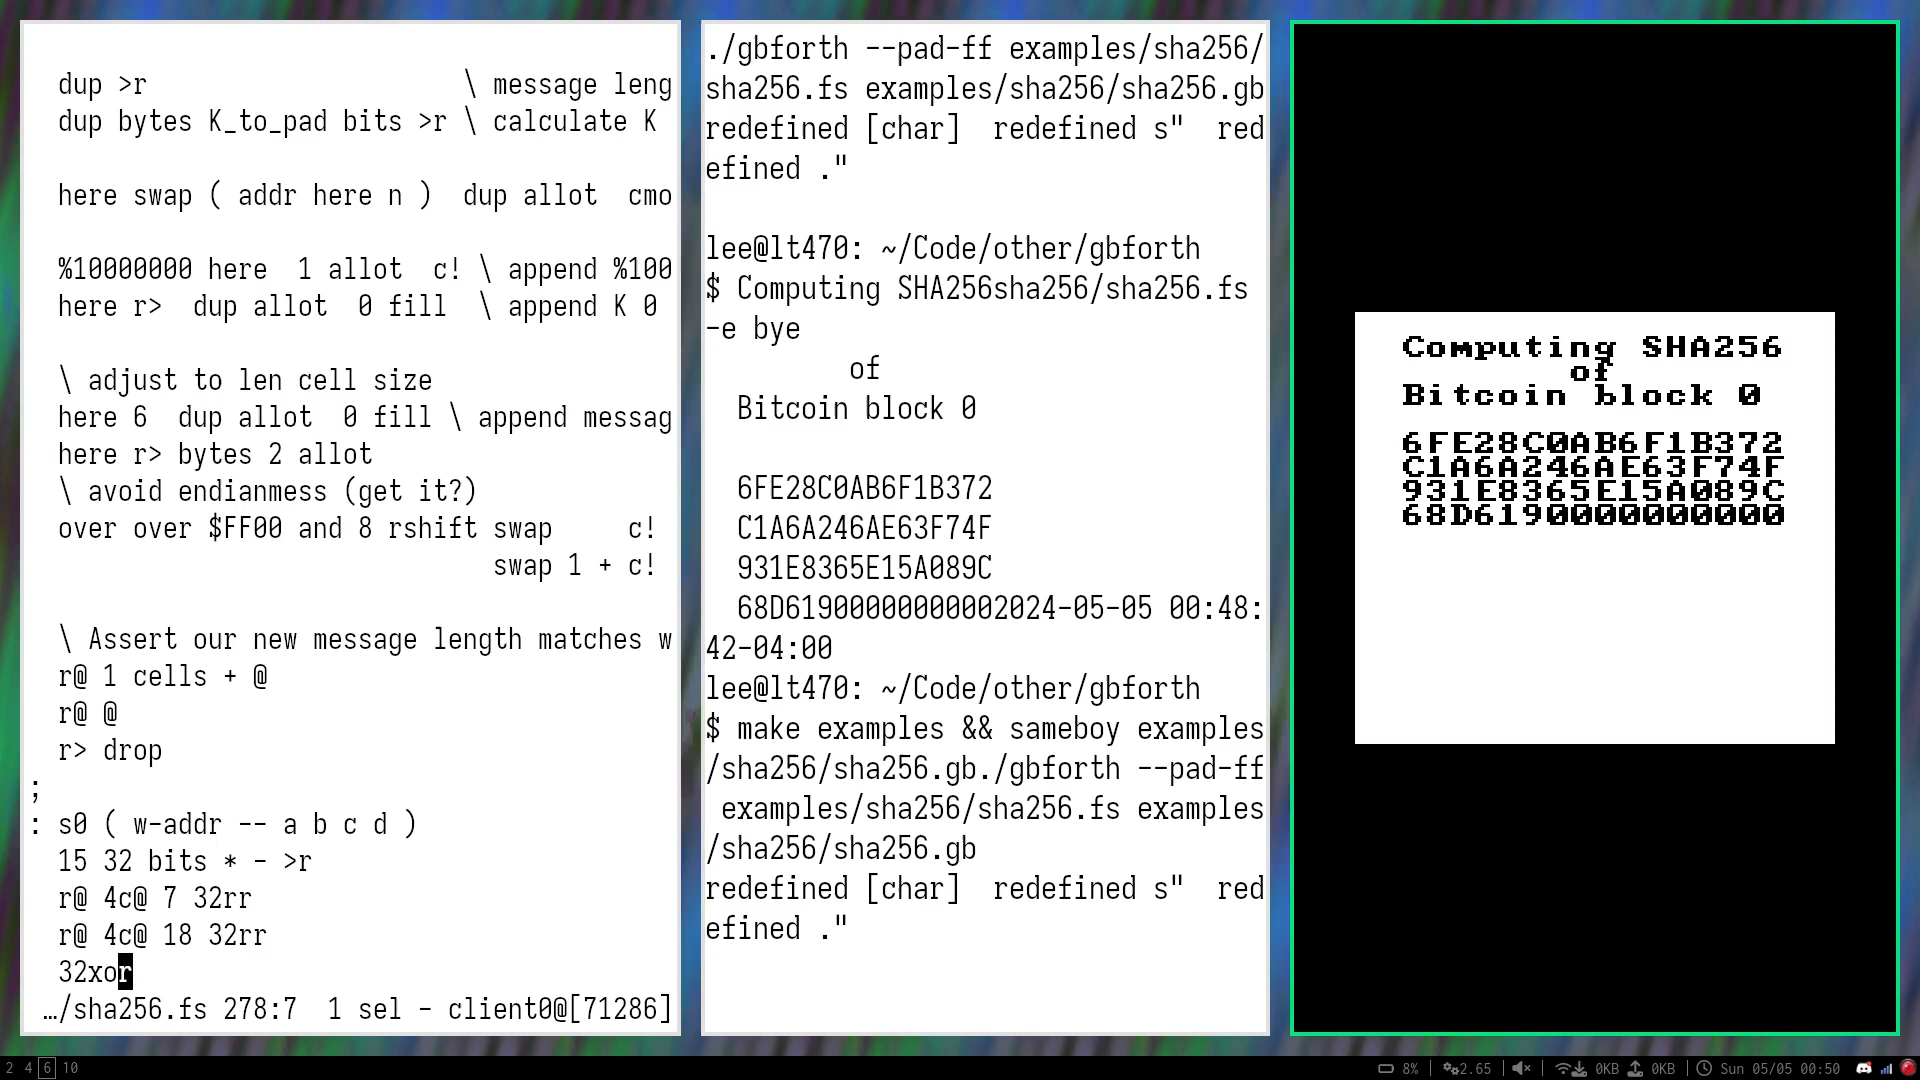 dup >r \ message leng
dup bytes K_to_pad bits >r \ calculate K
here swap ( addr here n )  dup allot  cmo
%10000000 here  1 allot  c! \ append %100
here r>  dup allot  0 fill  \ append K 0
\ adjust to len cell size
here 6  dup allot  0 fill \ append messag
here r> bytes 2 allot
\ avoid endianmess (get it?)
over over $FF00 and 8 rshift swap     c!
swap 1 + c!
\ Assert our new message length matches w
r@ 1 cells + @
r@ @
r> drop
;
: s0 ( w-addr -- a b c d )
15 32 bits * - >r
r@ 4c@ 7 32rr
r@ 4c@ 18 32rr
32xor
…/sha256.fs 278:7  1 sel - client0@[71286]
./gbforth --pad-ff examples/sha256/
sha256.fs examples/sha256/sha256.gb
redefined [char]  redefined s"  red
efined ."
lee@lt470: ~/Code/other/gbforth
$ Computing SHA256sha256/sha256.fs
-e bye
of
Bitcoin block 0
6FE28C0AB6F1B372
C1A6A246AE63F74F
931E8365E15A089C
68D61900000000002024-05-05 00:48:
42-04:00
lee@lt470: ~/Code/other/gbforth
$ make examples && sameboy examples
/sha256/sha256.gb./gbforth --pad-ff
examples/sha256/sha256.fs examples
/sha256/sha256.gb
redefined [char]  redefined s"  red
efined ."
Computing SHA256
of
Bitcoin block 0
6FE28C0AB6F1B372
C1A6A246AE63F74F
931E8365E15A089C
68D6190000000000
2 4 6 10 8% 2.65 0KB 0KB Sun 05/05 00:50